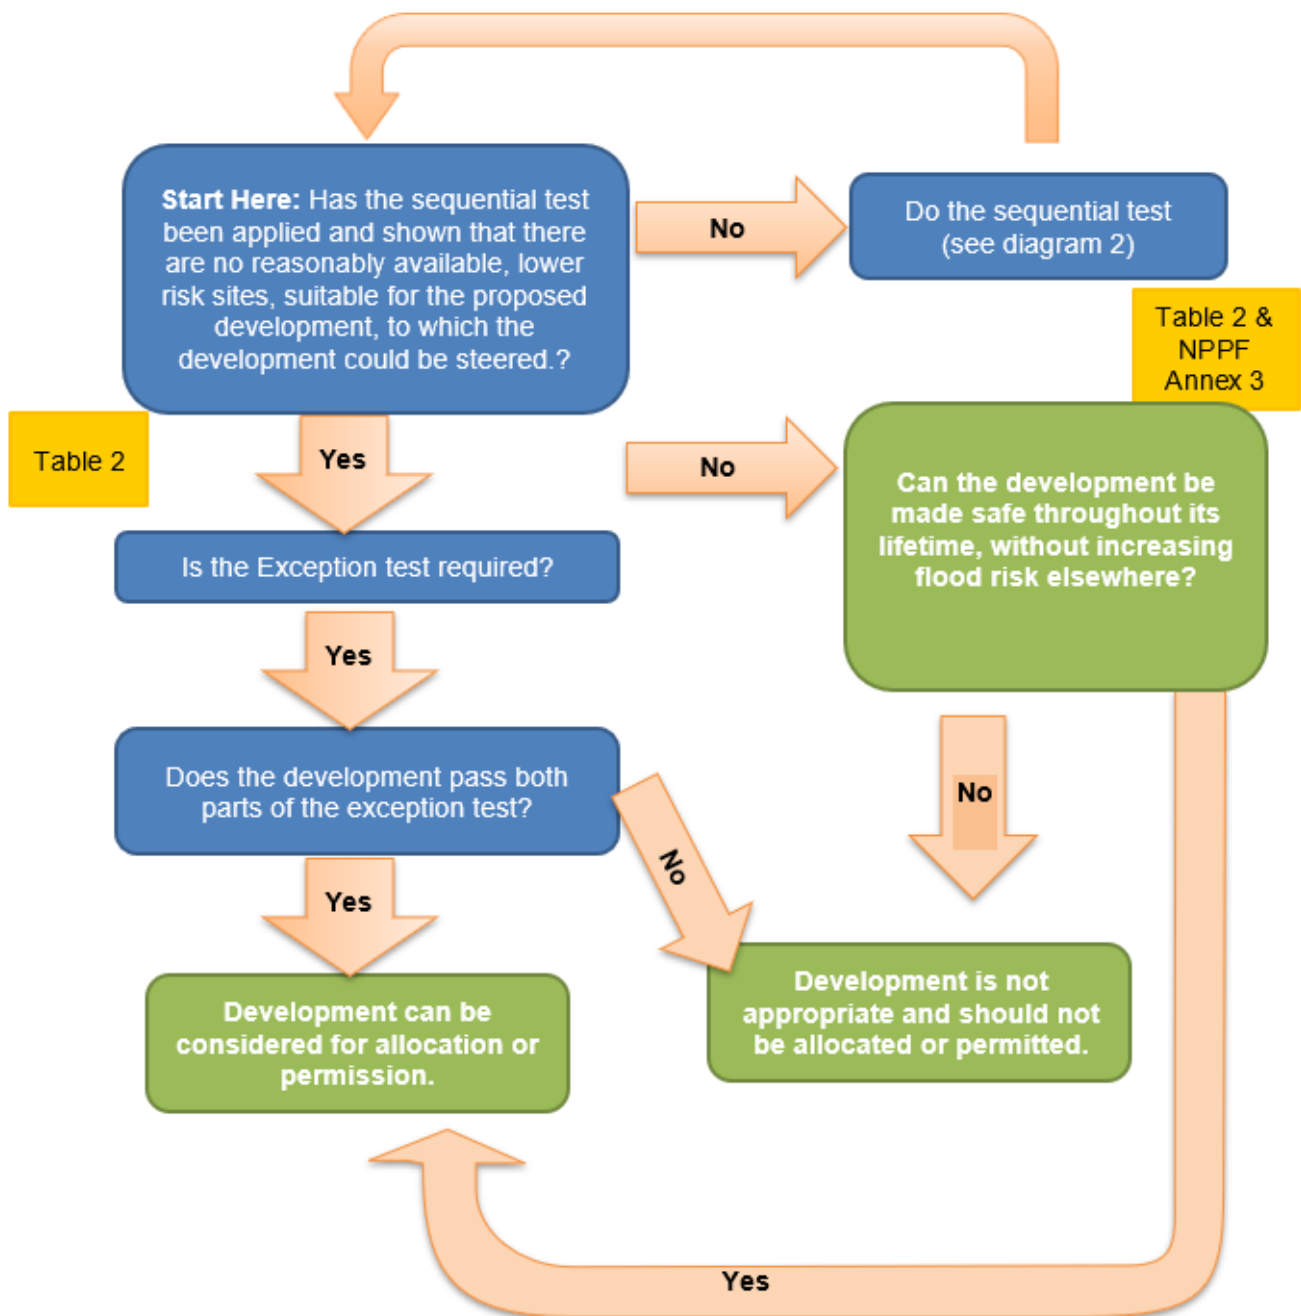 Start Here: Has the sequential test
been applied and shown that there
are no reasonably available, lower
risk sites, suitable for the proposed
development, to which the
development could be steered.?
No
Do the sequential test
(see diagram 2)
Table 2 &
NPPF
Annex 3
Table 2
Yes
No
Can the development be
made safe throughout its
lifetime, without increasing
flood risk elsewhere?
Is the Exception test required?
Yes
Does the development pass both
parts of the exception test?
No
No
Yes
Development can be
considered for allocation or
permission.
Development is not
appropriate and should not
be allocated or permitted.
Yes